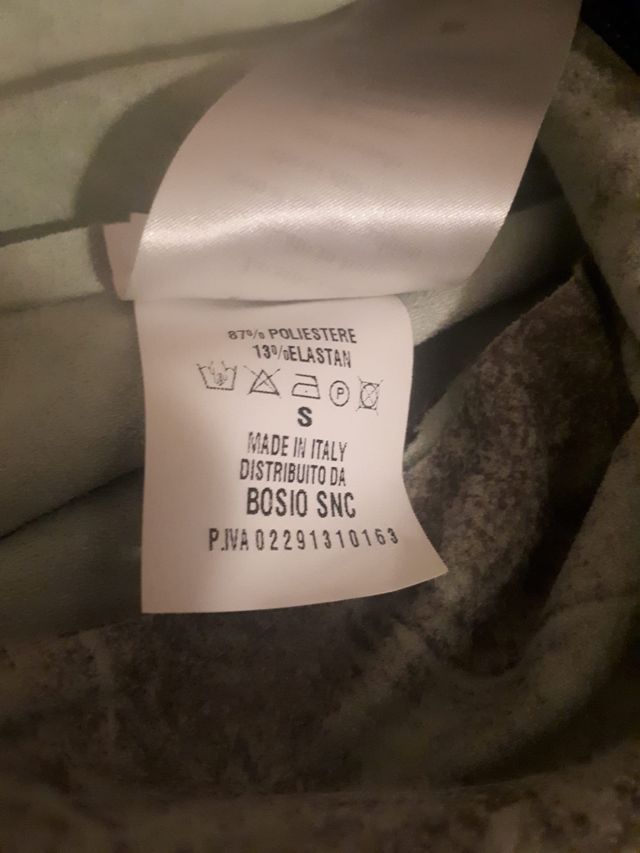 87% POLIESTERE
13%ELASTAN
P
S
MADE IN ITALY
DISTRIBUITO DA
BOSIO SNC
P.IVA 02291310163